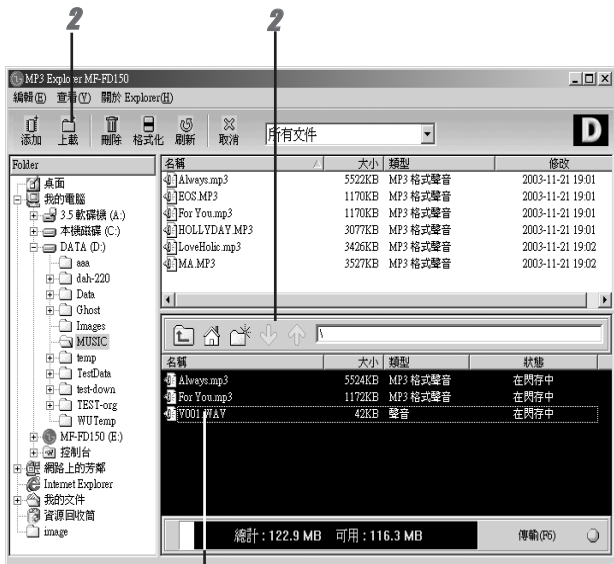 2 2
MP3 Explorer MF-FD150
編輯(E) 查看(V) 關於 Explorer(H)
添加 上載 刪除 格式化 刷新 取消 所有文件 D
Folder
桌面
我的電腦
3.5 軟碟機 (A:)
本機磁碟 (C:)
DATA (D:)
aaa
dah-220
Data
Ghost
Images
MUSIC
temp
TestData
test-down
TEST-org
WUTemp
MF-FD150 (E:)
控制台
網路上的芳鄰
Internet Explorer
我的文件
資源回收筒
image
名稱 大小 類型 修改
Always.mp3 5522KB MP3 格式聲音 2003-11-21 19:01
EOS.MP3 1170KB MP3 格式聲音 2003-11-21 19:01
For You.mp3 1170KB MP3 格式聲音 2003-11-21 19:01
HOLLYDAY.MP3 3077KB MP3 格式聲音 2003-11-21 19:01
LoveHolic.mp3 3426KB MP3 格式聲音 2003-11-21 19:02
MA.MP3 3527KB MP3 格式聲音 2003-11-21 19:02
\
名稱 大小 類型 狀態
Always.mp3 5524KB MP3 格式聲音 在閃存中
For You.mp3 1172KB MP3 格式聲音 在閃存中
V001.WAV 42KB 聲音 在閃存中
總計 : 122.9 MB 可用 : 116.3 MB 傳輸(F6)